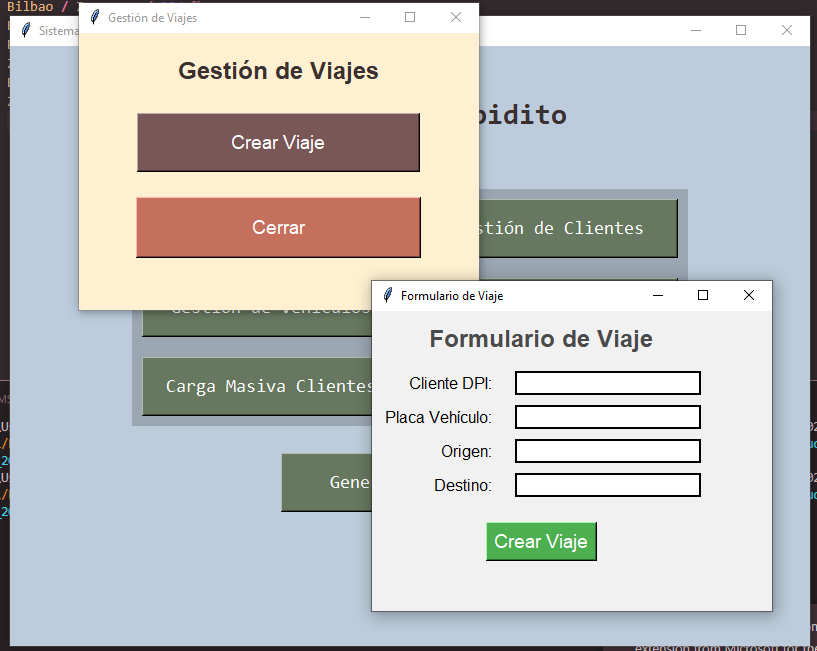 Bilbao /
Gestión de Viajes
Sistema
Gestión de Viajes
Crear Viaje
Cerrar
bidito
stión de Clientes
Gestión de Vehículos
Carga Masiva Clientes
Gene
Formulario de Viaje
Formulario de Viaje
Cliente DPI:
Placa Vehículo:
Origen:
Destino:
Crear Viaje
extension from Microsoft for the